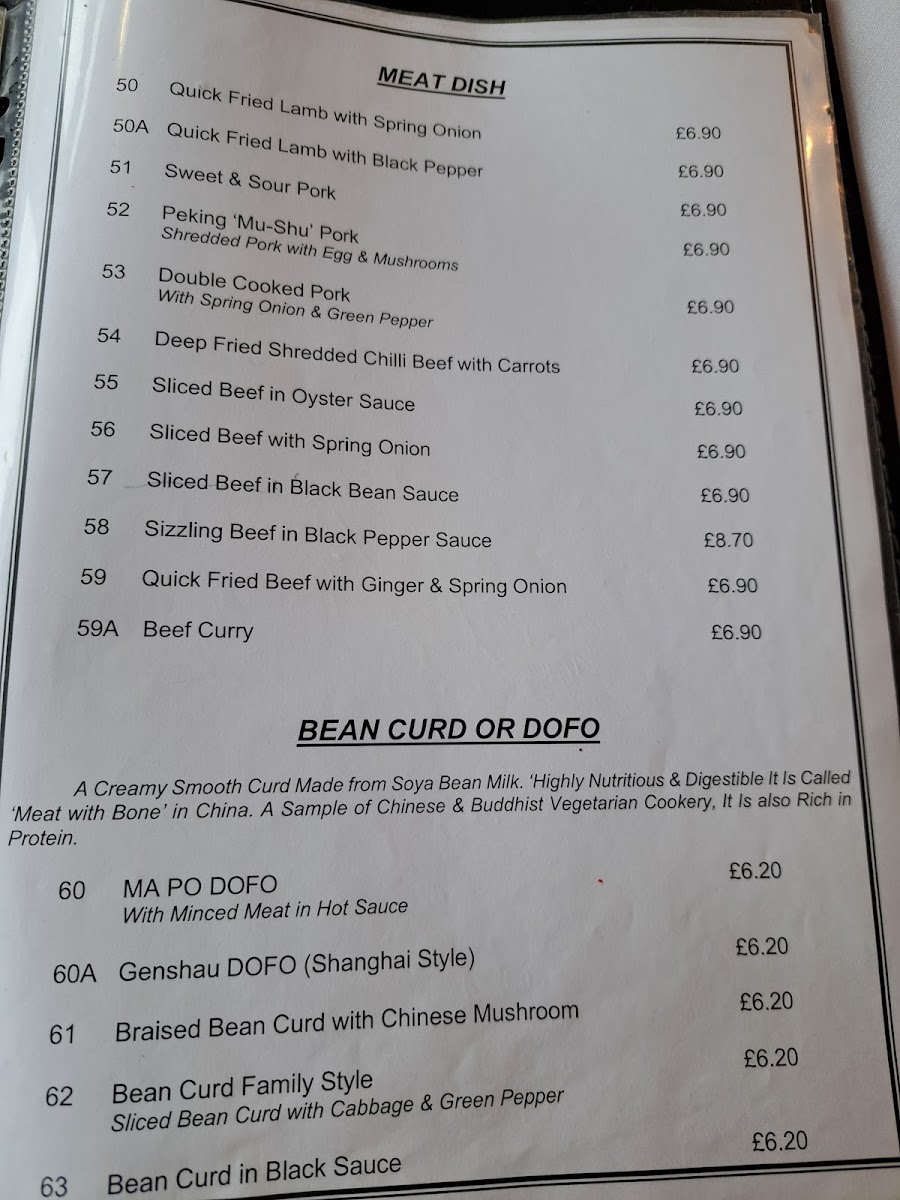 MEAT DISH
50 Quick Fried Lamb with Spring Onion £6.90
50A Quick Fried Lamb with Black Pepper £6.90
51 Sweet & Sour Pork £6.90
52 Peking ‘Mu-Shu’ Pork £6.90
Shredded Pork with Egg & Mushrooms
53 Double Cooked Pork £6.90
With Spring Onion & Green Pepper
54 Deep Fried Shredded Chilli Beef with Carrots £6.90
55 Sliced Beef in Oyster Sauce £6.90
56 Sliced Beef with Spring Onion £6.90
57 Sliced Beef in Black Bean Sauce £6.90
58 Sizzling Beef in Black Pepper Sauce £8.70
59 Quick Fried Beef with Ginger & Spring Onion £6.90
59A Beef Curry £6.90
BEAN CURD OR DOFO
A Creamy Smooth Curd Made from Soya Bean Milk. ‘Highly Nutritious & Digestible It Is Called
‘Meat with Bone’ in China. A Sample of Chinese & Buddhist Vegetarian Cookery, It Is also Rich in
Protein.
60 MA PO DOFO £6.20
With Minced Meat in Hot Sauce
60A Genshau DOFO (Shanghai Style) £6.20
61 Braised Bean Curd with Chinese Mushroom £6.20
62 Bean Curd Family Style £6.20
Sliced Bean Curd with Cabbage & Green Pepper
63 Bean Curd in Black Sauce £6.20